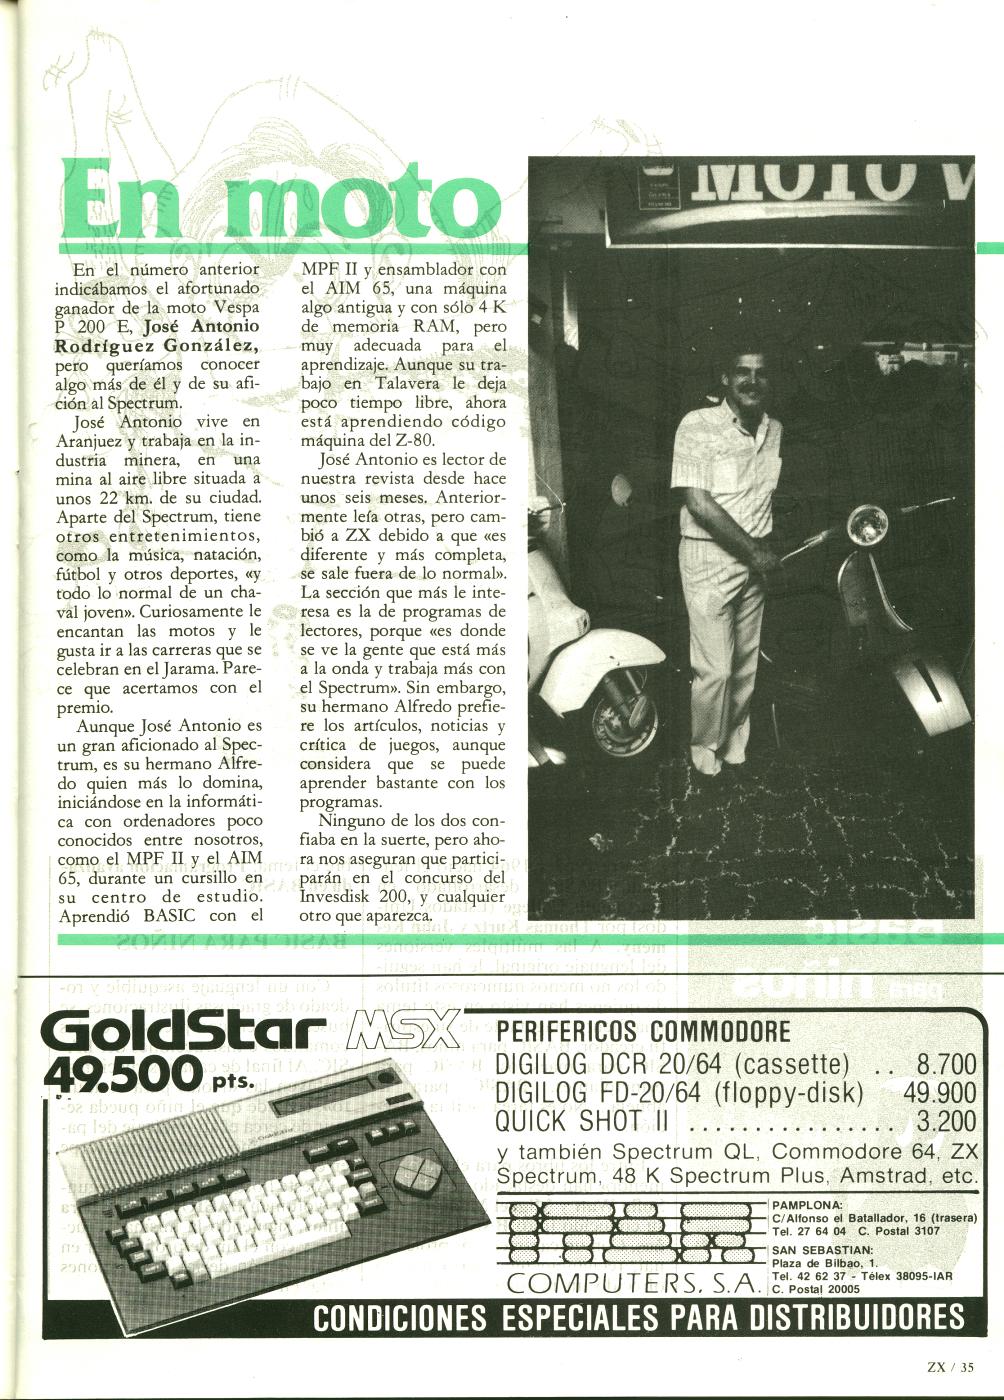 En moto
En el número anterior
indicábamos el afortunado
ganador de la moto Vespa
P 200 E, José Antonio
Rodríguez González,
pero queríamos conocer
algo más de él y de su afi-
ción al Spectrum.
José Antonio vive en
Aranjuez y trabaja en la in-
dustria minera, en una
mina al aire libre situada a
unos 22 km. de su ciudad.
Aparte del Spectrum, tiene
otros entretenimientos,
como la música, natación,
fútbol y otros deportes, «y
todo lo normal de un cha-
val joven». Curiosamente le
encantan las motos y le
gusta ir a las carreras que se
celebran en el Jarama. Pare-
ce que acertamos con el
premio.
Aunque José Antonio es
un gran aficionado al Spec-
trum, es su hermano Alfre-
do quien más lo domina,
iniciándose en la informáti-
ca con ordenadores poco
conocidos entre nosotros,
como el MPF II y el AIM
65, durante un cursillo en
su centro de estudio.
Aprendió BASIC con el
MPF II y ensamblador con
el AIM 65, una máquina
algo antigua y con sólo 4 K
de memoria RAM, pero
muy adecuada para el
aprendizaje. Aunque su tra-
bajo en Talavera le deja
poco tiempo libre, ahora
está aprendiendo código
máquina del Z-80.
José Antonio es lector de
nuestra revista desde hace
unos seis meses. Anterior-
mente leía otras, pero cam-
bió a ZX debido a que «es
diferente y más completa,
se sale fuera de lo normal».
La sección que más le inte-
resa es la de programas de
lectores, porque «es donde
se ve la gente que está más
a la onda y trabaja más con
el Spectrum». Sin embargo,
su hermano Alfredo prefie-
re los artículos, noticias y
crítica de juegos, aunque
considera que se puede
aprender bastante con los
programas.
Ninguno de los dos con-
fiaba en la suerte, pero aho-
ra nos aseguran que partici-
parán en el concurso del
Invesdisk 200, y cualquier
otro que aparezca.
MOTO V
GoldStar MSX
49.500 pts.
PERIFERICOS COMMODORE
DIGILOG DCR 20/64 (cassette) .. 8.700
DIGILOG FD-20/64 (floppy-disk) 49.900
QUICK SHOT II ................ 3.200
y también Spectrum QL, Commodore 64, ZX
Spectrum, 48 K Spectrum Plus, Amstrad, etc.
COMPUTERS, S.A.
PAMPLONA:
C/Alfonso el Batallador, 16 (trasera)
Tel. 27 64 04 C. Postal 3107
SAN SEBASTIAN:
Plaza de Bilbao, 1.
Tel. 42 62 37 - Télex 38095-IAR
C. Postal 20005
CONDICIONES ESPECIALES PARA DISTRIBUIDORES
ZX / 35